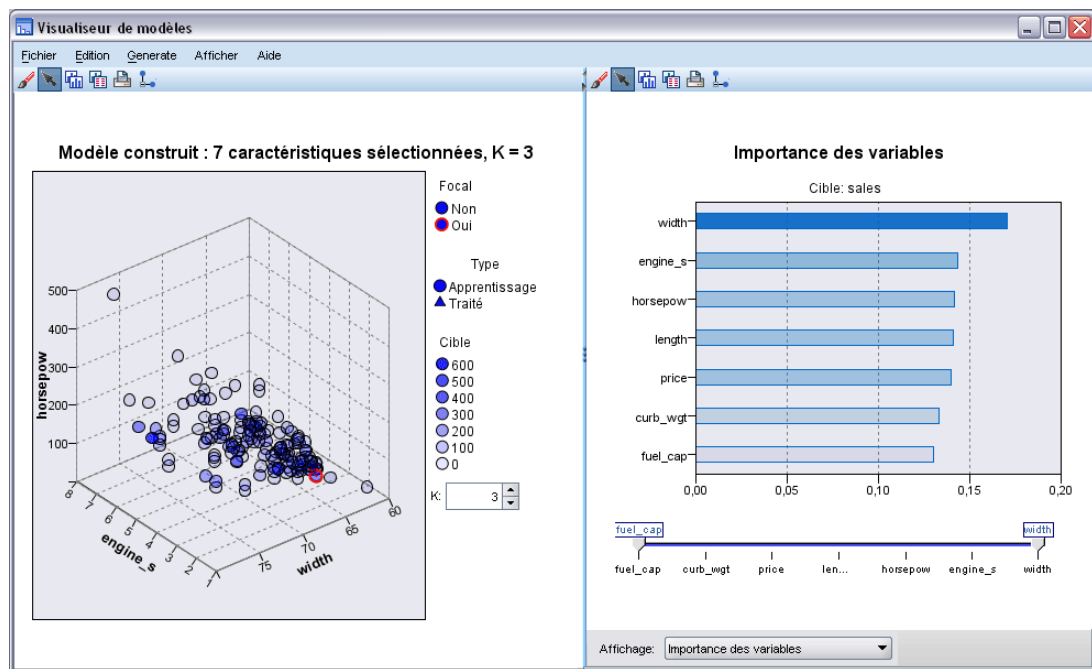 Visualiseur de modèles
Fichier Edition Generate Afficher Aide
Modèle construit : 7 caractéristiques sélectionnées, K = 3
Focal
Non
Oui
Type
Apprentissage
Traité
Cible
600
500
400
300
200
100
0
K: 3
500
400
300
200
100
horsepow
8
7
6
5
4
3
2
1
engine_s
75
70
65
60
width
Importance des variables
Cible: sales
width
engine_s
horsepow
length
price
curb_wgt
fuel_cap
0,00 0,05 0,10 0,15 0,20
fuel_cap width
fuel_cap curb_wgt price len... horsepow engine_s width
Affichage: Importance des variables